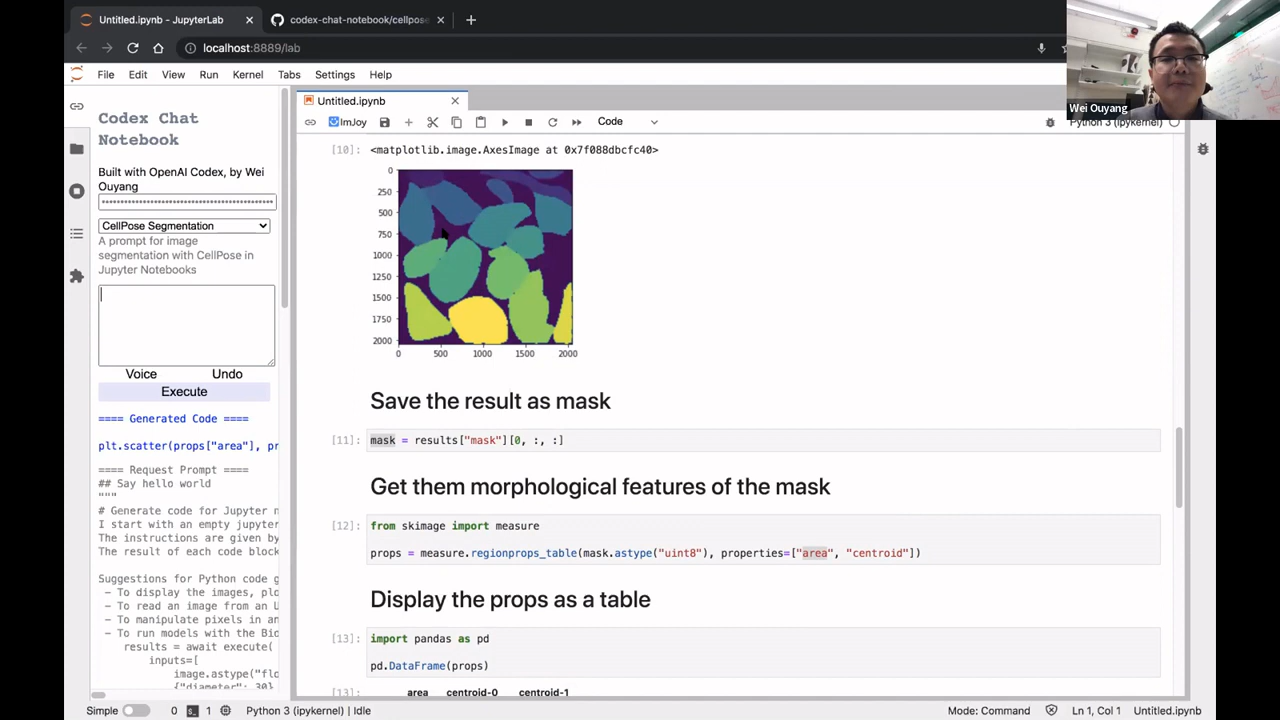 Untitled.ipynb - JupyterLab
codex-chat-notebook/cellpose
localhost:8889/lab
File Edit View Run Kernel Tabs Settings Help
Wei Ouyang
Untitled.ipynb
ImJoy
Code
Python 3 (ipykernel)
Codex Chat
Notebook
Built with OpenAI Codex, by Wei
Ouyang
CellPose Segmentation
A prompt for image
segmentation with CellPose in
Jupyter Notebooks
Voice Undo
Execute
==== Generated Code ====
plt.scatter(props["area"], pr
==== Request Prompt ====
## Say hello world
"""
# Generate code for Jupyter n
I start with an empty jupyter
The instructions are given by
The result of each code block
Suggestions for Python code g
- To display the images, plo
- To read an image from an U
- To manipulate pixels in an
- To run models with the Bio
results = await execute(
inputs=[
image.astype("flo
{"diameter": 30}
[10]: <matplotlib.image.AxesImage at 0x7f088dbcfc40>
0
250
500
750
1000
1250
1500
1750
2000
0 500 1000 1500 2000
Save the result as mask
[11]: mask = results["mask"][0, :, :]
Get them morphological features of the mask
[12]: from skimage import measure
props = measure.regionprops_table(mask.astype("uint8"), properties=["area", "centroid"])
Display the props as a table
[13]: import pandas as pd
pd.DataFrame(props)
[13]: area centroid-0 centroid-1
Simple 0 1 Python 3 (ipykernel) | Idle Mode: Command Ln 1, Col 1 Untitled.ipynb